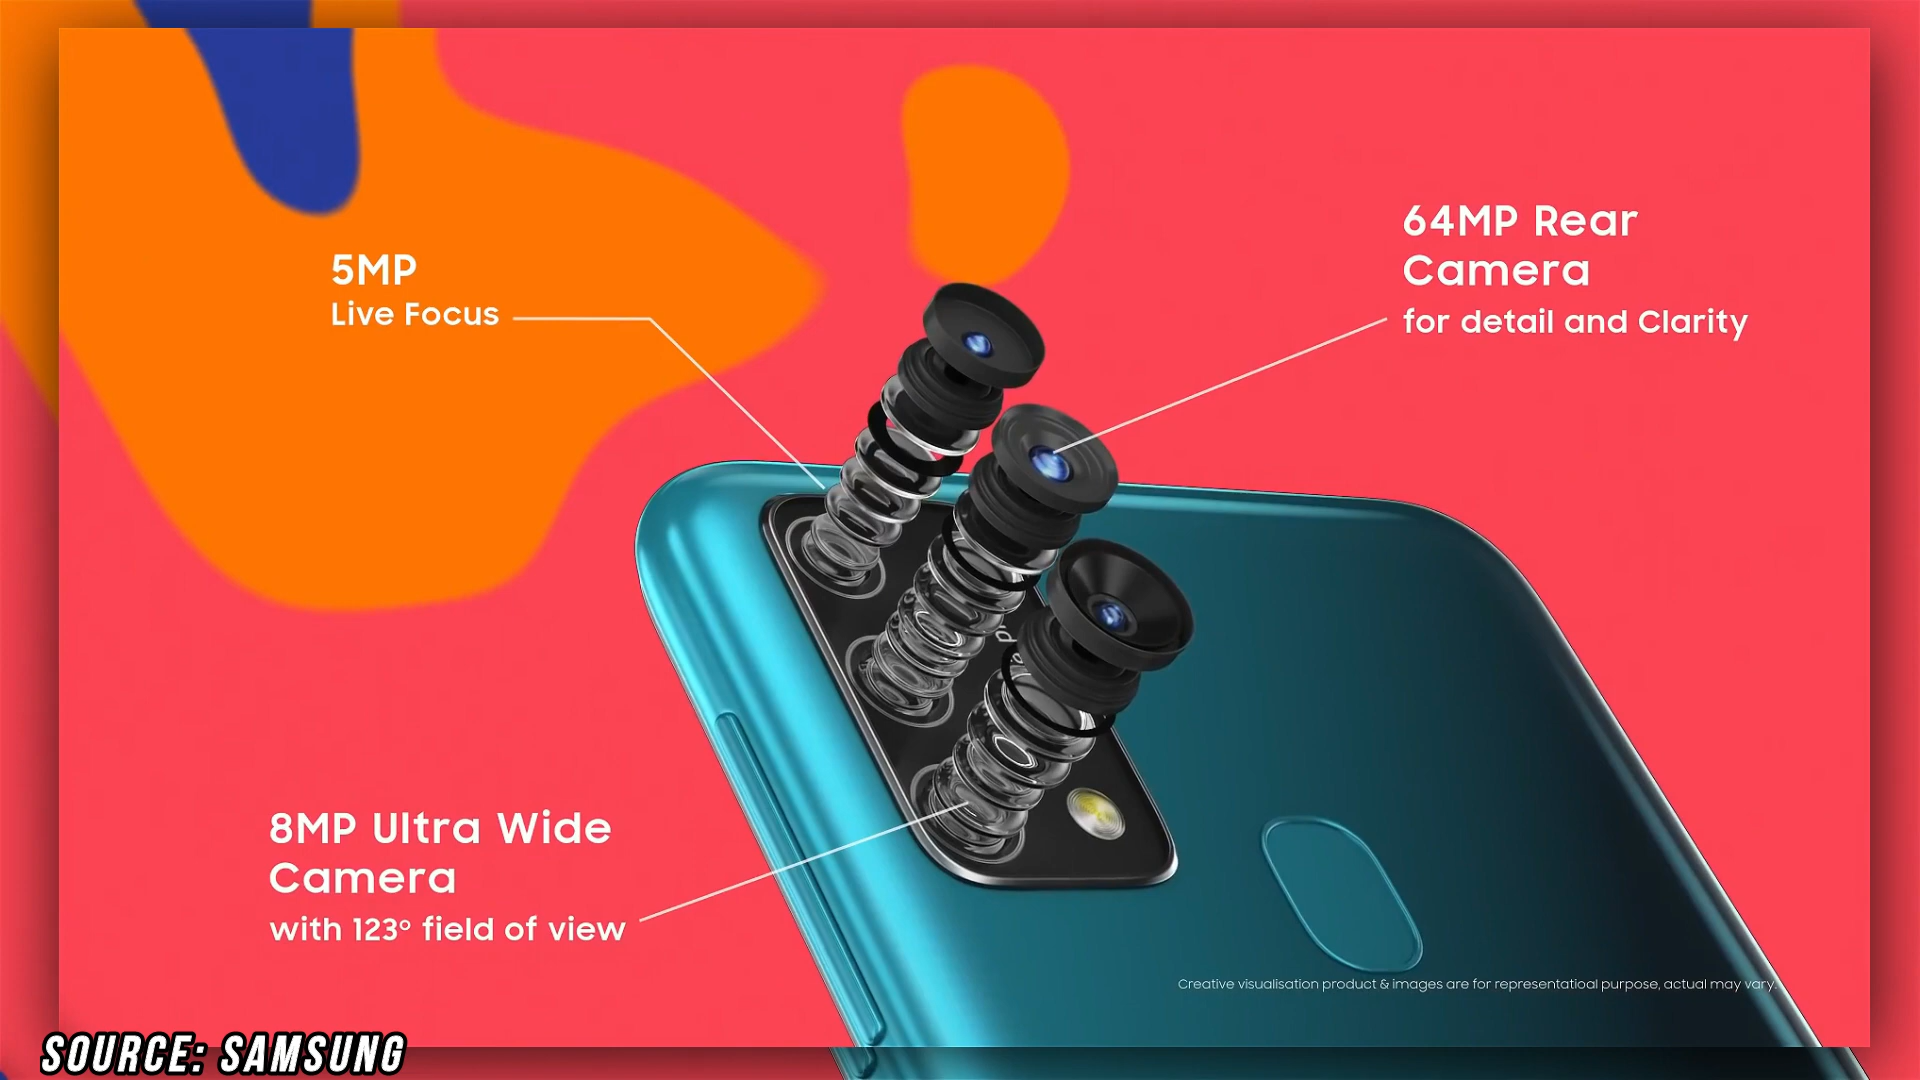 5MP
Live Focus
64MP Rear
Camera
for detail and Clarity
8MP Ultra Wide
Camera
with 123° field of view
Creative visualisation product & images are for representatioal purpose, actual may vary.
SOURCE: SAMSUNG